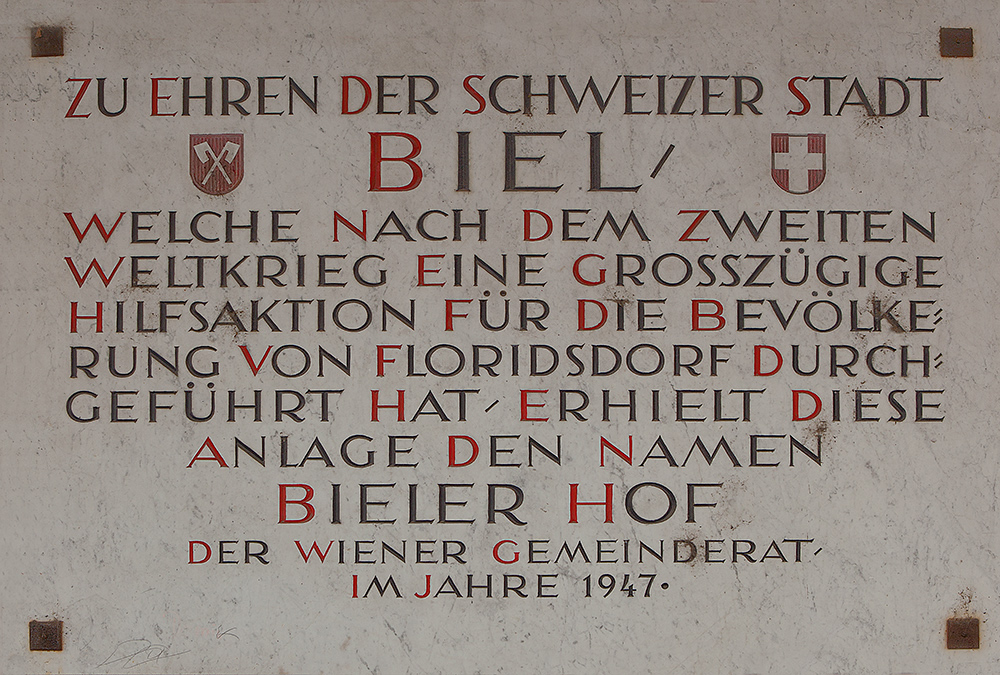 ZU EHREN DER SCHWEIZER STADT
BIEL,
WELCHE NACH DEM ZWEITEN
WELTKRIEG EINE GROSSZÜGIGE
HILFSAKTION FÜR DIE BEVÖLKE=
RUNG VON FLORIDSDORF DURCH=
GEFÜHRT HAT, ERHIELT DIESE
ANLAGE DEN NAMEN
BIELER HOF
DER WIENER GEMEINDERAT,
IM JAHRE 1947.